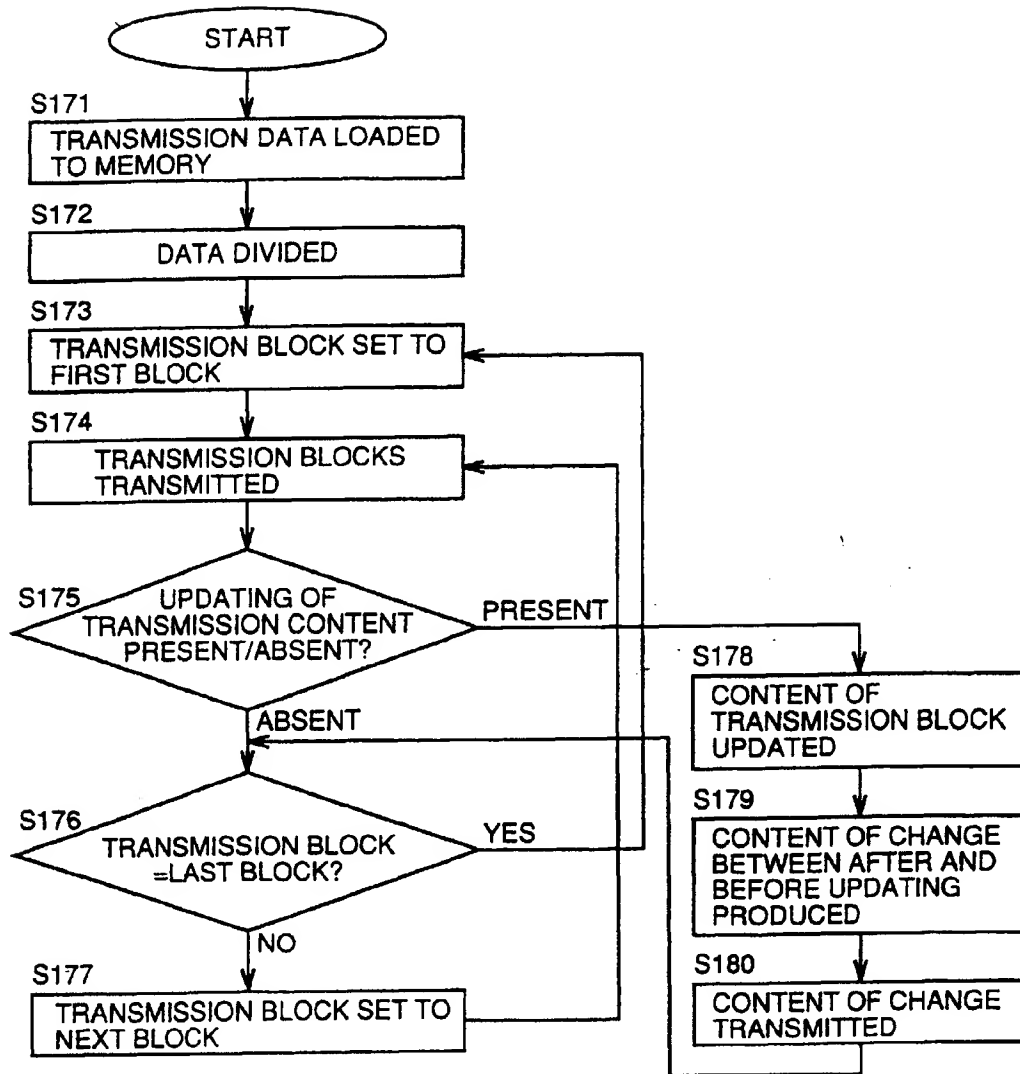 START
S171
TRANSMISSION DATA LOADED
TO MEMORY
S172
DATA DIVIDED
S173
TRANSMISSION BLOCK SET TO
FIRST BLOCK
S174
TRANSMISSION BLOCKS
TRANSMITTED
S175
UPDATING OF
TRANSMISSION CONTENT
PRESENT/ABSENT?
PRESENT
ABSENT
S176
TRANSMISSION BLOCK
=LAST BLOCK?
YES
NO
S177
TRANSMISSION BLOCK SET TO
NEXT BLOCK
S178
CONTENT OF
TRANSMISSION BLOCK
UPDATED
S179
CONTENT OF CHANGE
BETWEEN AFTER AND
BEFORE UPDATING
PRODUCED
S180
CONTENT OF CHANGE
TRANSMITTED